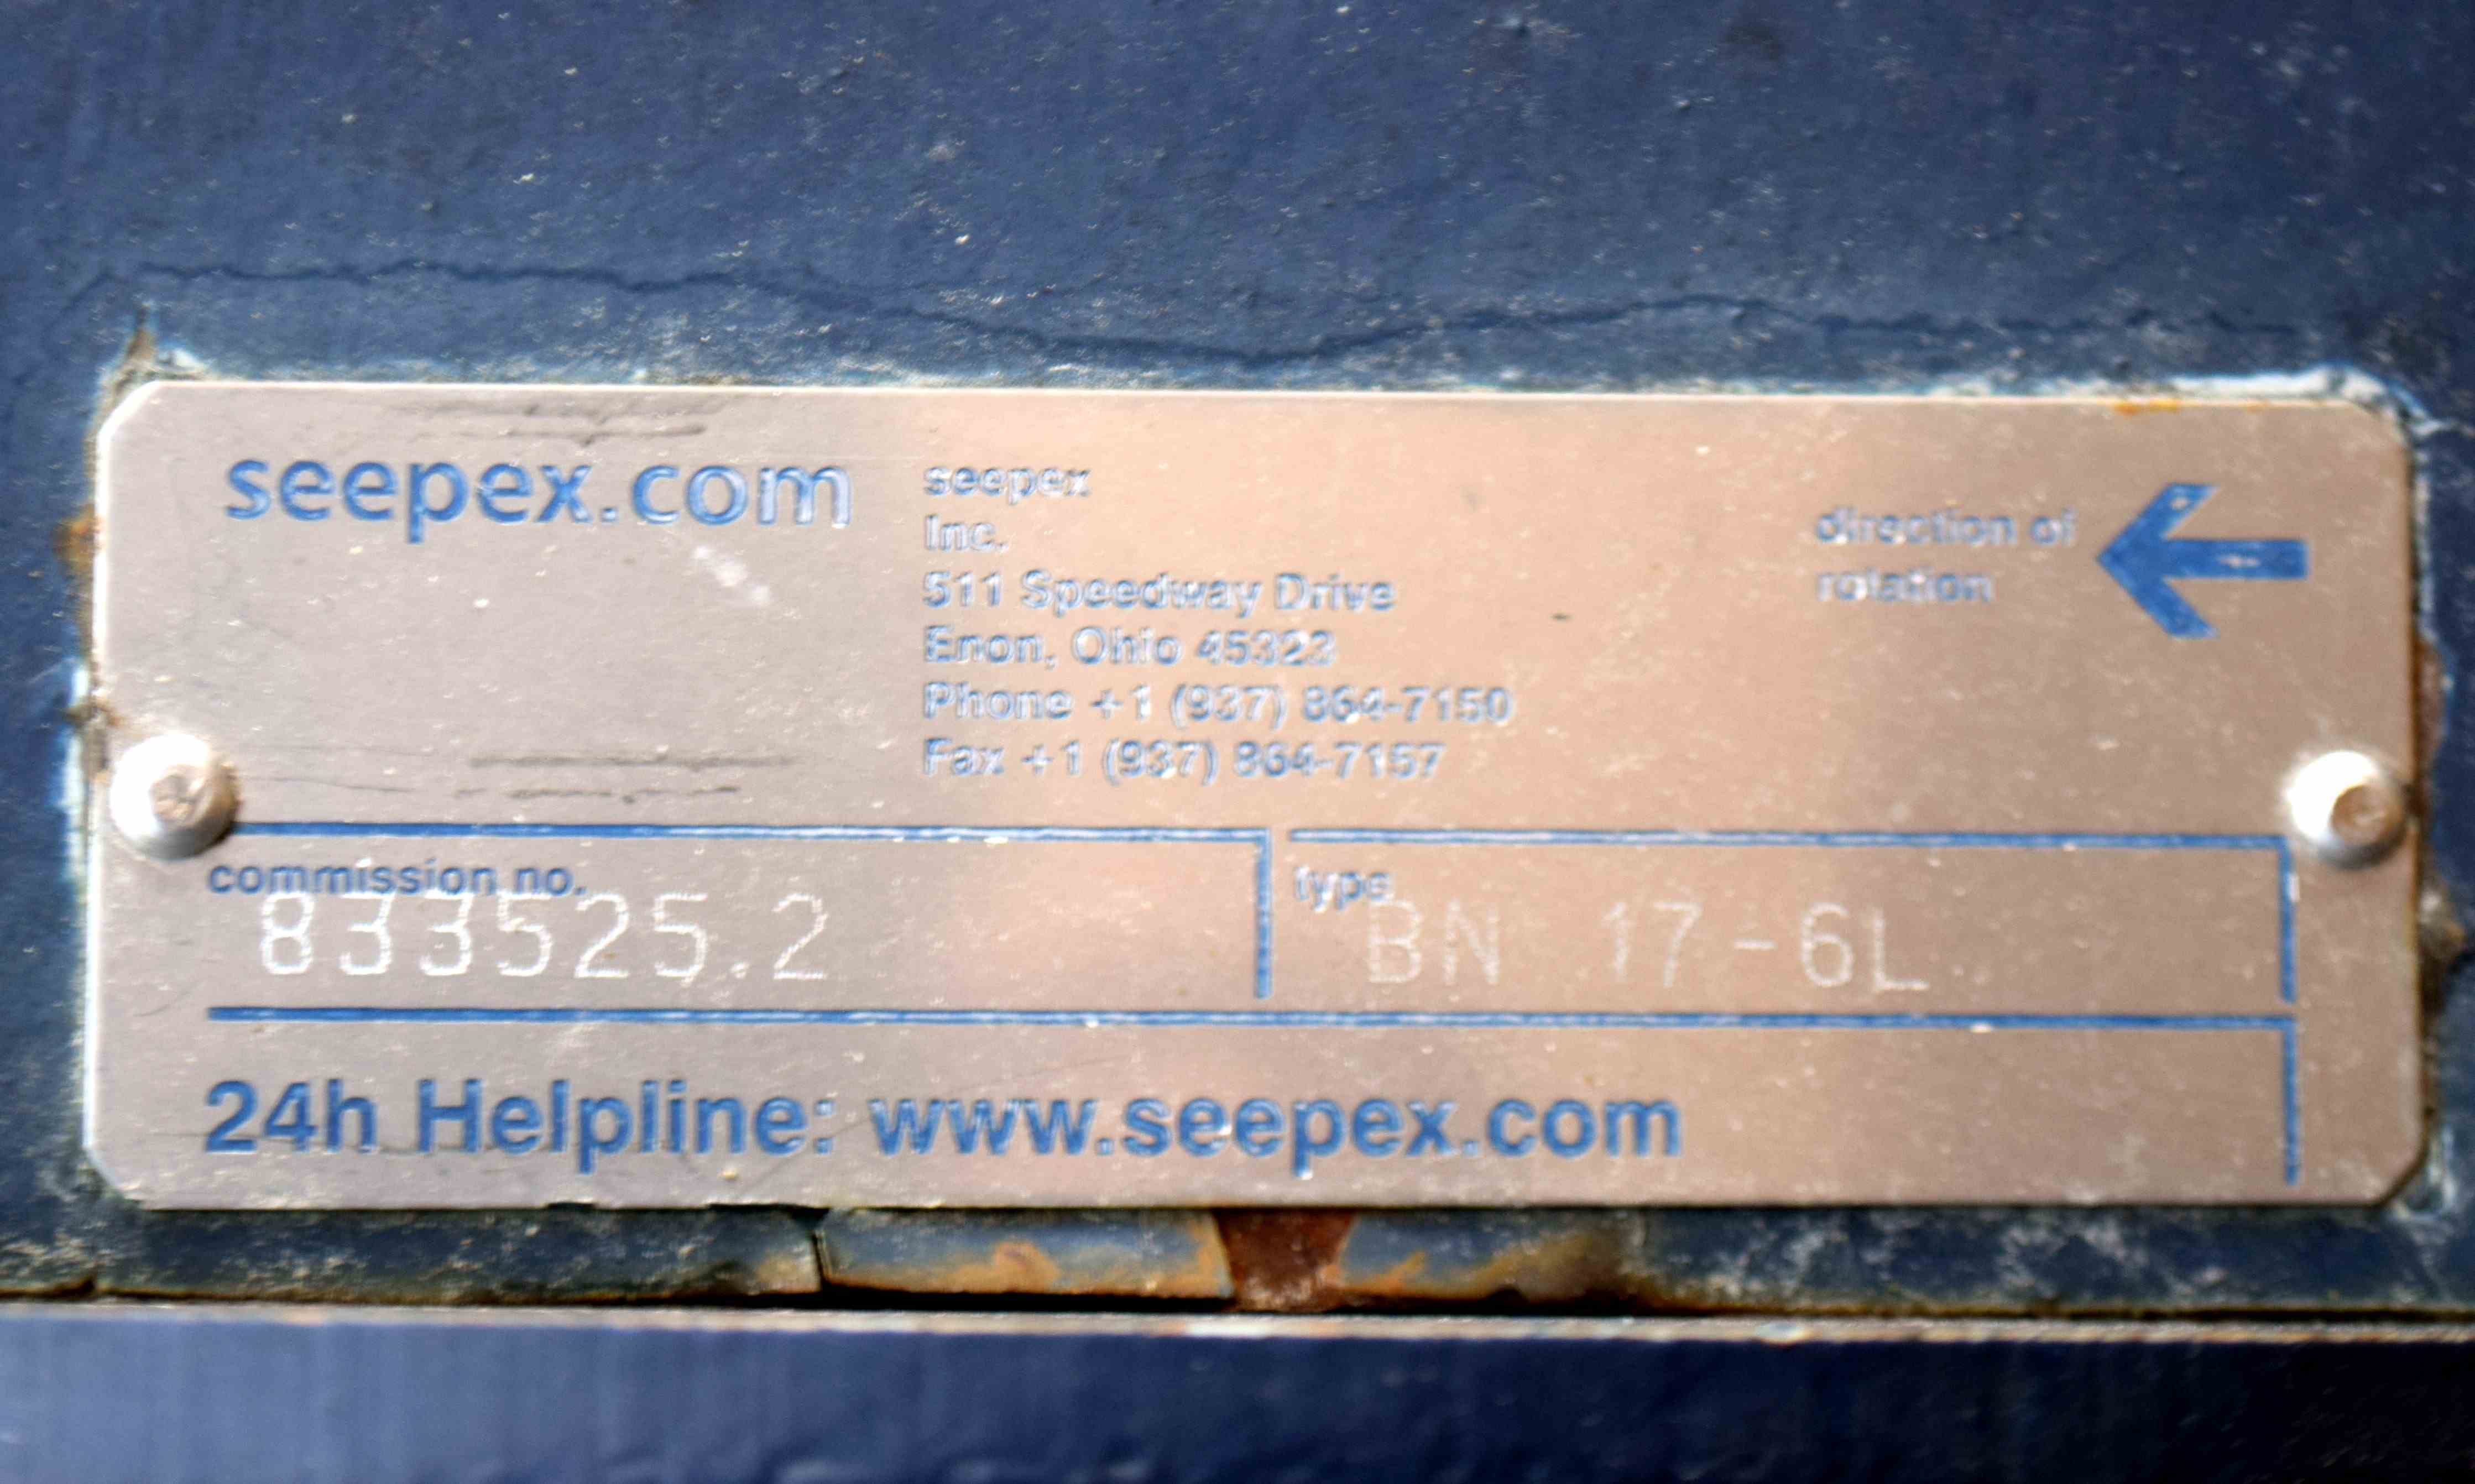 seepex.com
seepex
Inc.
511 Speedway Drive
Enon, Ohio 45323
Phone +1 (937) 864-7150
Fax +1 (937) 864-7157
direction of
rotation
commission no.
833525.2
type
BN 17-6L
24h Helpline: www.seepex.com